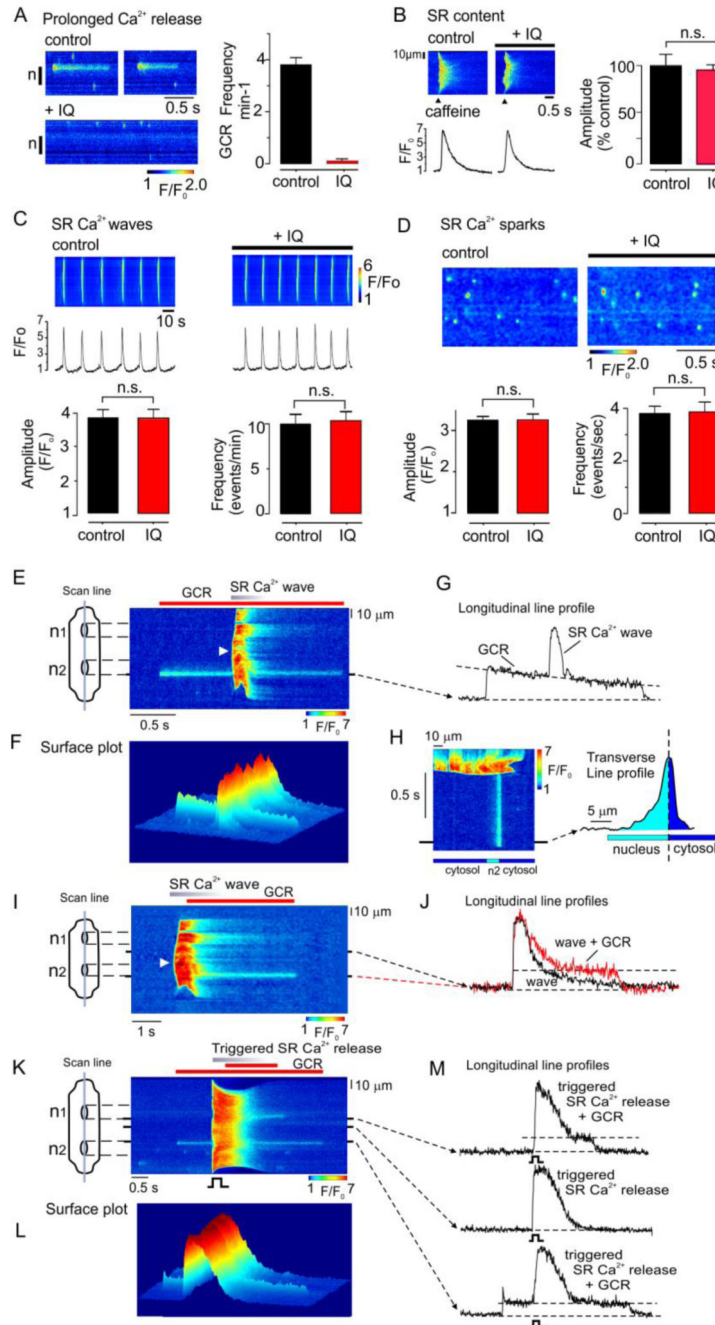 A
Prolonged Ca²⁺ release
control
n
0.5 s
+ IQ
n
1
2.0
F/F₀
GCR Frequency
min-1
4
2
0
control
IQ
B
SR content
control
+ IQ
10μm
caffeine
0.5 s
F/F₀
7
5
3
1
n.s.
Amplitude
(% control)
100
50
0
control
C
SR Ca²⁺ waves
control
+ IQ
6
F/Fo
1
10 s
F/Fo
7
5
3
1
n.s.
Amplitude
(F/Fₒ)
4
3
2
1
control
IQ
n.s.
Frequency
(events/min)
10
5
0
control
IQ
D
SR Ca²⁺ sparks
control
+ IQ
1
2.0
F/F₀
0.5 s
n.s.
Amplitude
(F/Fₒ)
3
2
1
control
IQ
n.s.
Frequency
(events/sec)
4
2
0
control
IQ
E
Scan line
n1
n2
GCR
SR Ca²⁺ wave
10 μm
0.5 s
1
7
F/F₀
G
Longitudinal line profile
GCR
SR Ca²⁺ wave
F
Surface plot
H
10 μm
7
F/F₀
1
0.5 s
cytosol
n2
cytosol
Transverse
Line profile
5 μm
nucleus
cytosol
I
Scan line
n1
n2
SR Ca²⁺ wave
GCR
10 μm
1 s
1
7
F/F₀
J
Longitudinal line profiles
wave + GCR
wave
K
Scan line
n1
n2
Triggered SR Ca²⁺ release
GCR
10 μm
0.5 s
1
7
F/F₀
M
Longitudinal line profiles
triggered
SR Ca²⁺ release
+ GCR
triggered
SR Ca²⁺ release
triggered
SR Ca²⁺ release
+ GCR
L
Surface plot